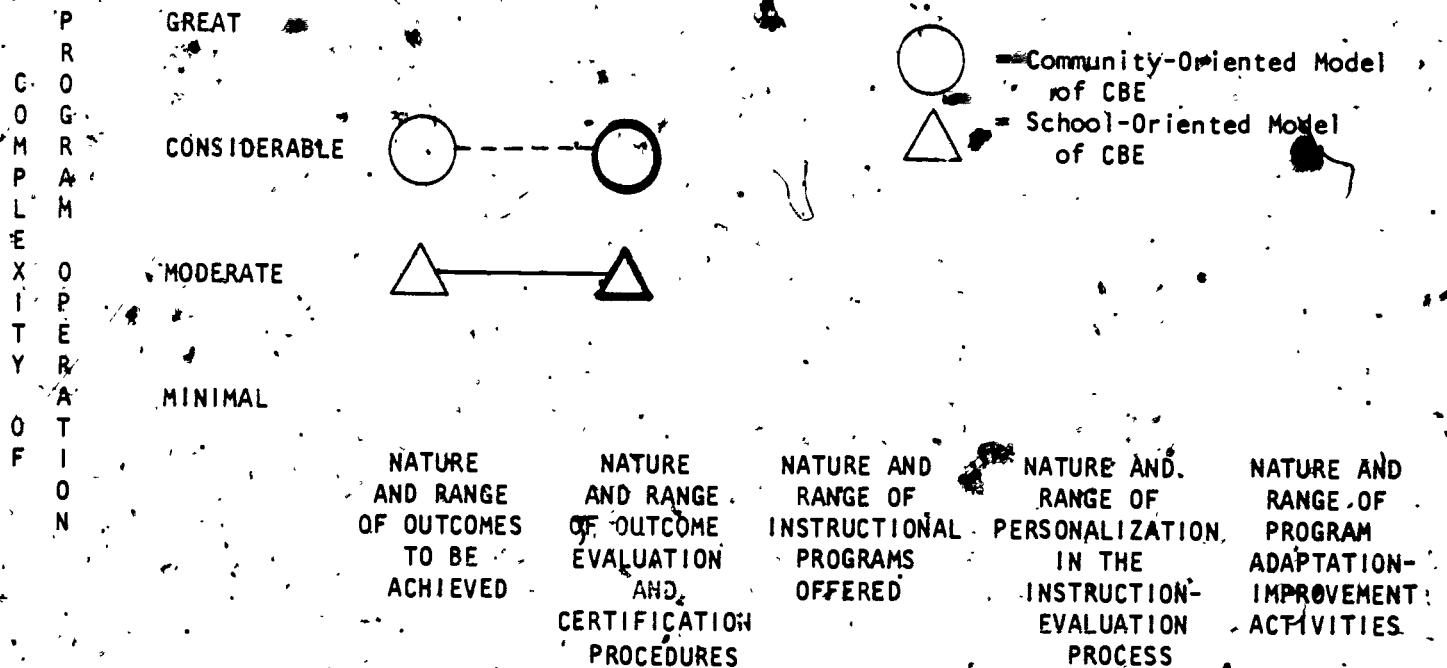 COMPLEXITY OF
PROGRAM OPERATION
GREAT
CONSIDERABLE
MODERATE
MINIMAL
= Community-Oriented Model
of CBE
= School-Oriented Model
of CBE
NATURE
AND RANGE
OF OUTCOMES
TO BE
ACHIEVED
NATURE
AND RANGE
OF OUTCOME
EVALUATION
AND
CERTIFICATION
PROCEDURES
NATURE AND
RANGE OF
INSTRUCTIONAL
PROGRAMS
OFFERED
NATURE AND
RANGE OF
PERSONALIZATION
IN THE
INSTRUCTION-
EVALUATION
PROCESS
NATURE AND
RANGE OF
PROGRAM
ADAPTATION-
IMPROVEMENT
ACTIVITIES